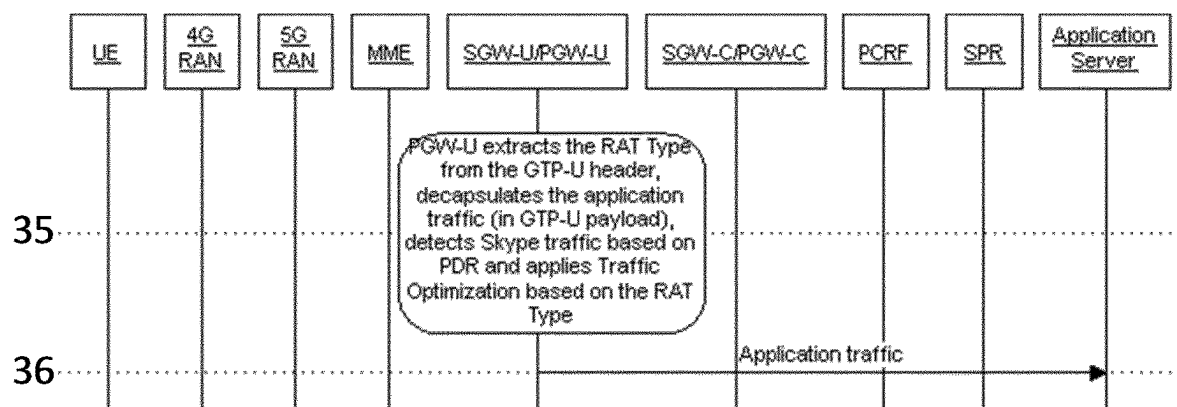 UE
4G
RAN
5G
RAN
MME
SGW-U/PGW-U
SGW-C/PGW-C
PCRF
SPR
Application
Server
PGW-U extracts the RAT Type
from the GTP-U header,
decapsulates the application
traffic (in GTP-U payload),
detects Skype traffic based on
PDR and applies Traffic
Optimization based on the RAT
Type
35
Application traffic
36